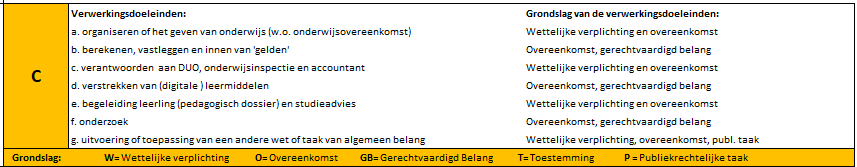 Verwerkingsdoeleinden: Grondslag van de verwerkingsdoeleinden:
a. organiseren of het geven van onderwijs (w.o. onderwijsovereenkomst) Wettelijke verplichting en overeenkomst
b. berekenen, vastleggen en innen van 'gelden' Overeenkomst, gerechtvaardigd belang
c. verantwoorden aan DUO, onderwijsinspectie en accountant Wettelijke verplichting en overeenkomst
C
d. verstrekken van (digitale ) leermiddelen Overeenkomst, gerechtvaardigd belang
e. begeleiding leerling (pedagogisch dossier) en studieadvies Wettelijke verplichting en overeenkomst
f. onderzoek Overeenkomst, gerechtvaardigd belang
g. uitvoering of toepassing van een andere wet of taak van algemeen belang Wettelijke verplichting, overeenkomst, publ. taak
Grondslag: W= Wettelijke verplichting O= Overeenkomst GB= Gerechtvaardigd Belang T= Toestemming P = Publiekrechtelijke taak